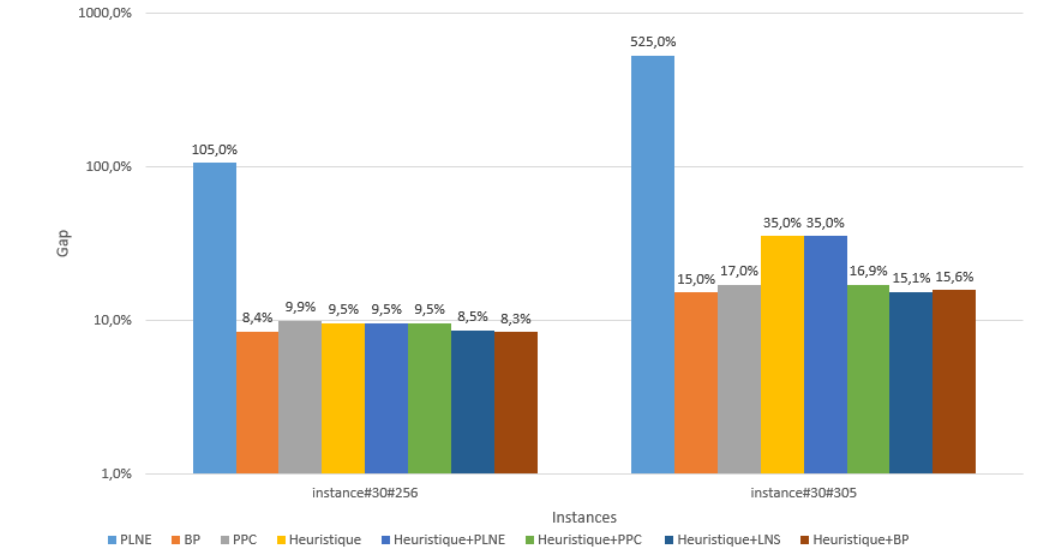 1000,0%
525,0%
105,0%
100,0%
35,0% 35,0%
15,0% 17,0% 16,9% 15,1% 15,6%
8,4% 9,9% 9,5% 9,5% 9,5% 8,5% 8,3%
10,0%
1,0%
Gap
instance#30#256 instance#30#305
Instances
PLNE BP PPC Heuristique Heuristique+PLNE Heuristique+PPC Heuristique+LNS Heuristique+BP